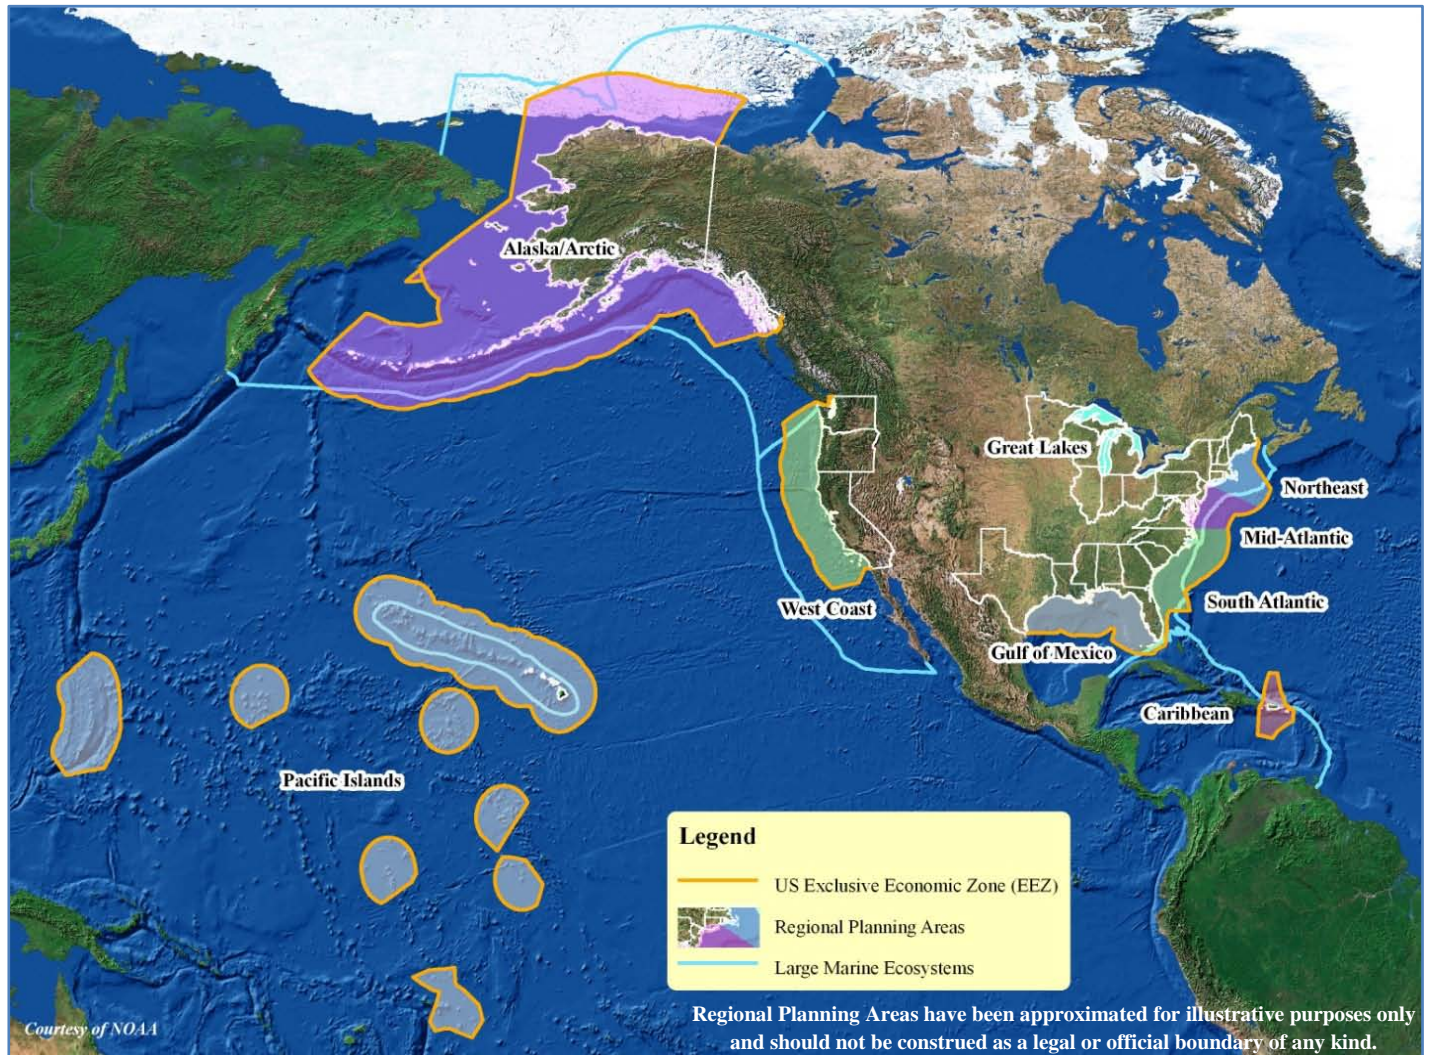 Alaska/Arctic
Great Lakes
Northeast
Mid-Atlantic
West Coast
South Atlantic
Gulf of Mexico
Caribbean
Pacific Islands
Legend
US Exclusive Economic Zone (EEZ)
Regional Planning Areas
Large Marine Ecosystems
Courtesy of NOAA
Regional Planning Areas have been approximated for illustrative purposes only
and should not be construed as a legal or official boundary of any kind.